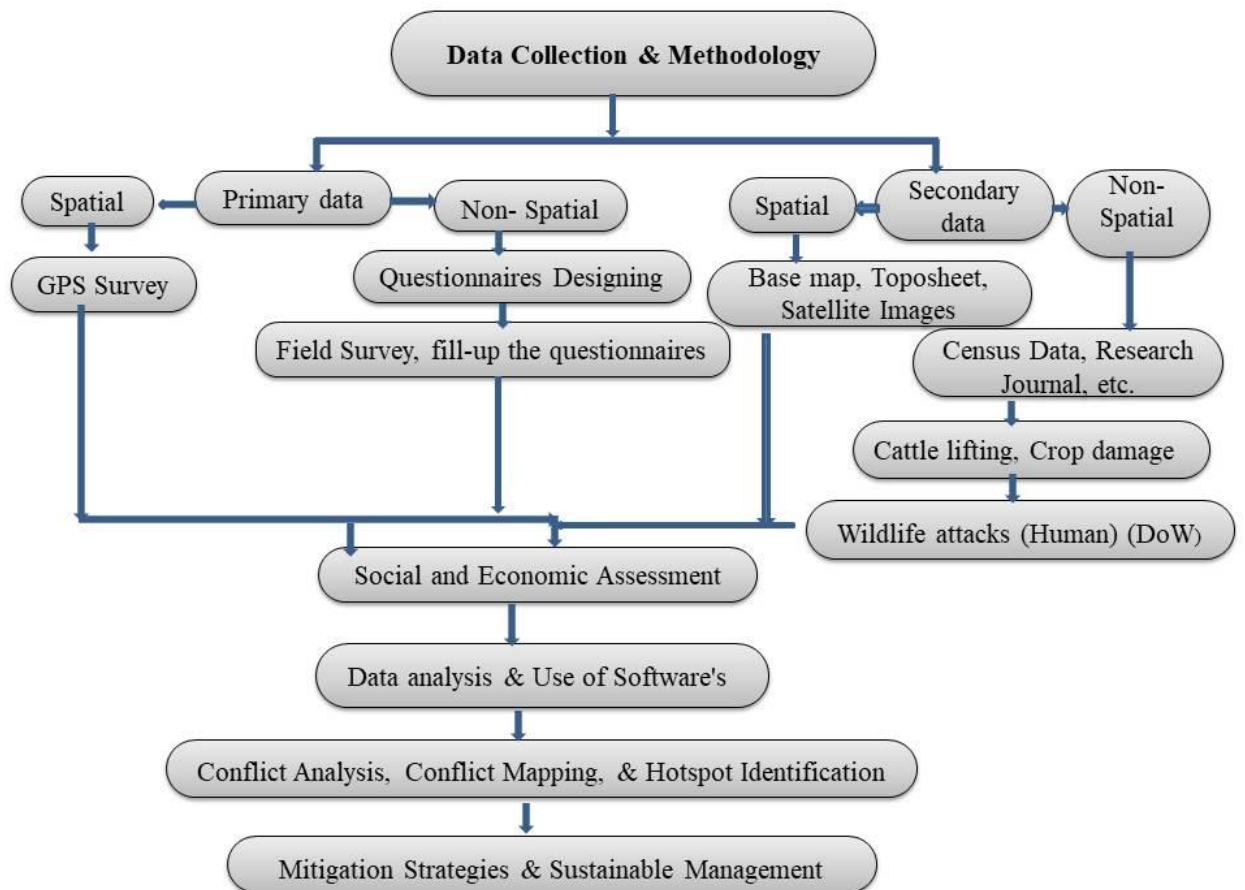 Data Collection & Methodology
Spatial
Primary data
Non- Spatial
Spatial
Secondary
data
Non-
Spatial
GPS Survey
Questionnaires Designing
Base map, Toposheet,
Satellite Images
Field Survey, fill-up the questionnaires
Census Data, Research
Journal, etc.
Cattle lifting, Crop damage
Wildlife attacks (Human) (DoW)
Social and Economic Assessment
Data analysis & Use of Software's
Conflict Analysis, Conflict Mapping, & Hotspot Identification
Mitigation Strategies & Sustainable Management